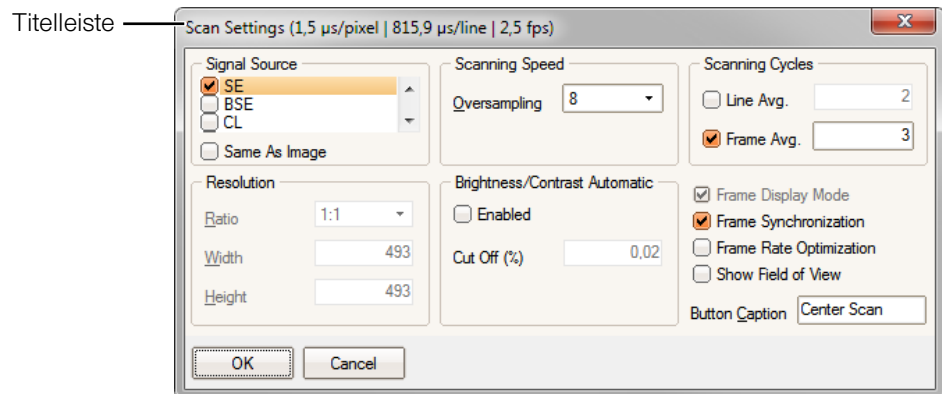 Titelleiste
Scan Settings (1,5 µs/pixel | 815,9 µs/line | 2,5 fps)
Signal Source
SE
BSE
CL
Same As Image
Scanning Speed
Oversampling 8
Scanning Cycles
Line Avg. 2
Frame Avg. 3
Resolution
Ratio 1:1
Width 493
Height 493
Brightness/Contrast Automatic
Enabled
Cut Off (%) 0,02
Frame Display Mode
Frame Synchronization
Frame Rate Optimization
Show Field of View
Button Caption Center Scan
OK Cancel